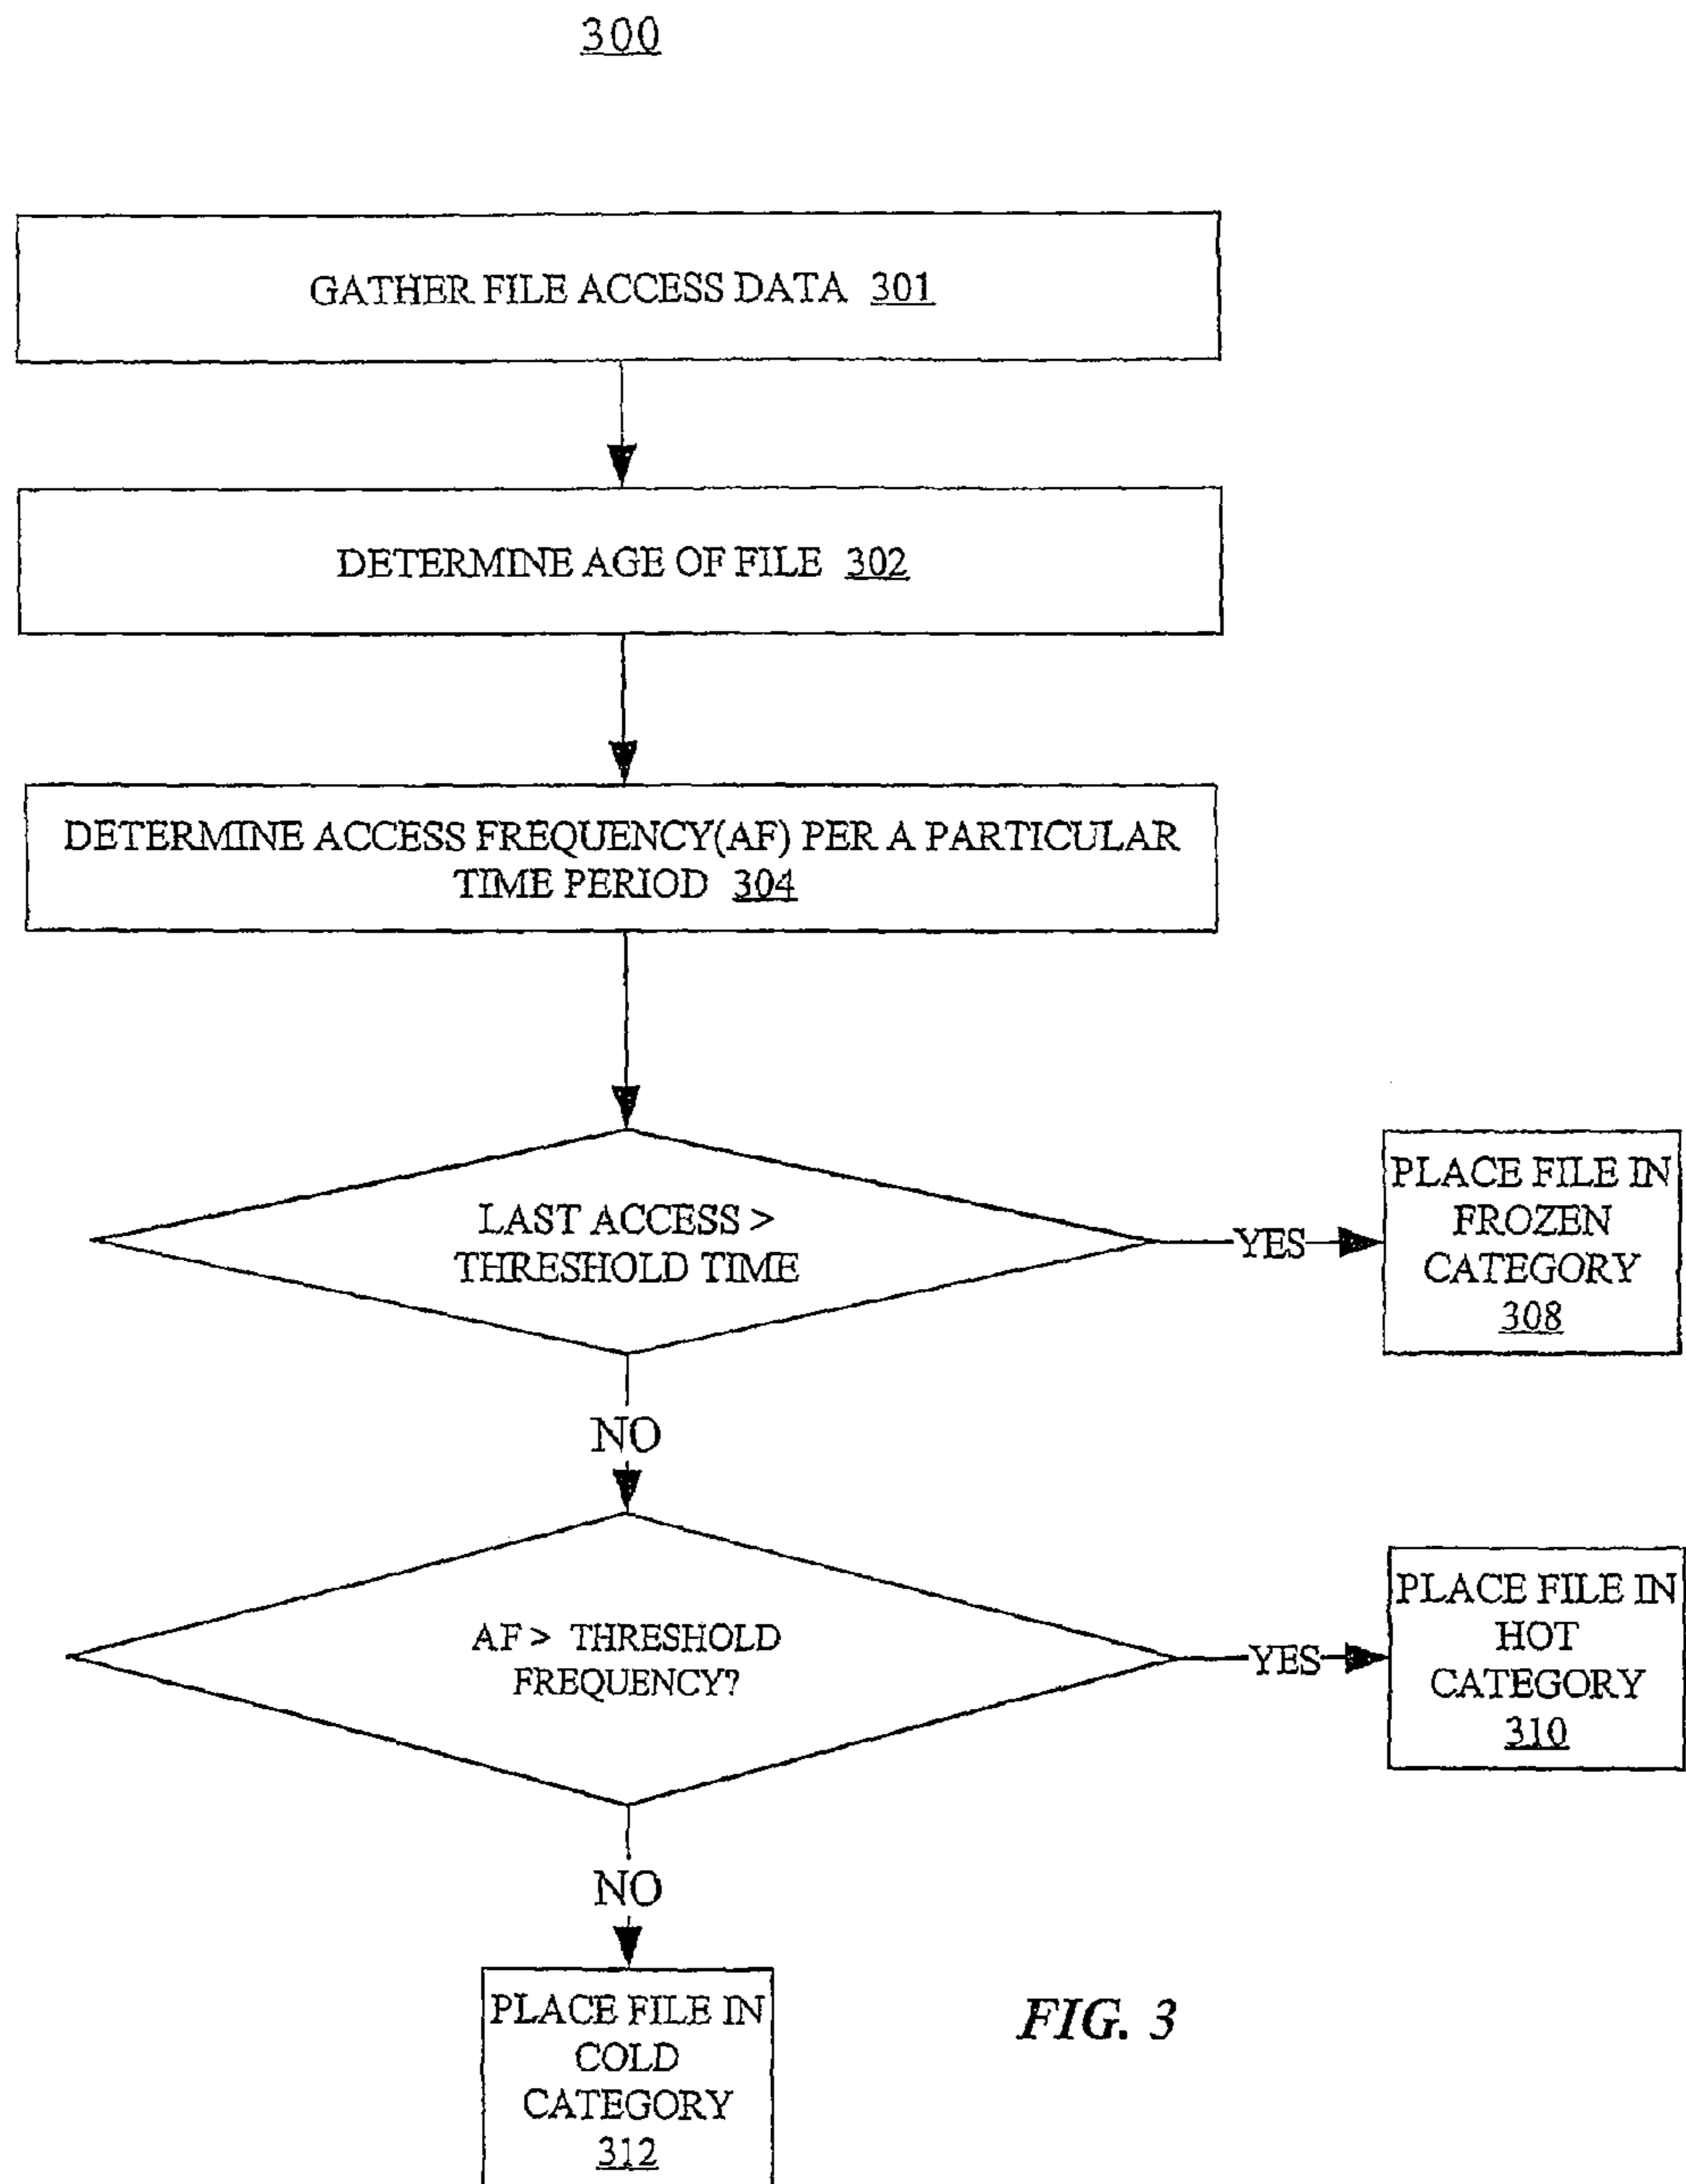 300
GATHER FILE ACCESS DATA 301
DETERMINE AGE OF FILE 302
DETERMINE ACCESS FREQUENCY(AF) PER A PARTICULAR
TIME PERIOD 304
LAST ACCESS >
THRESHOLD TIME
YES
PLACE FILE IN
FROZEN
CATEGORY
308
NO
AF > THRESHOLD
FREQUENCY?
YES
PLACE FILE IN
HOT
CATEGORY
310
NO
PLACE FILE IN
COLD
CATEGORY
312
FIG. 3